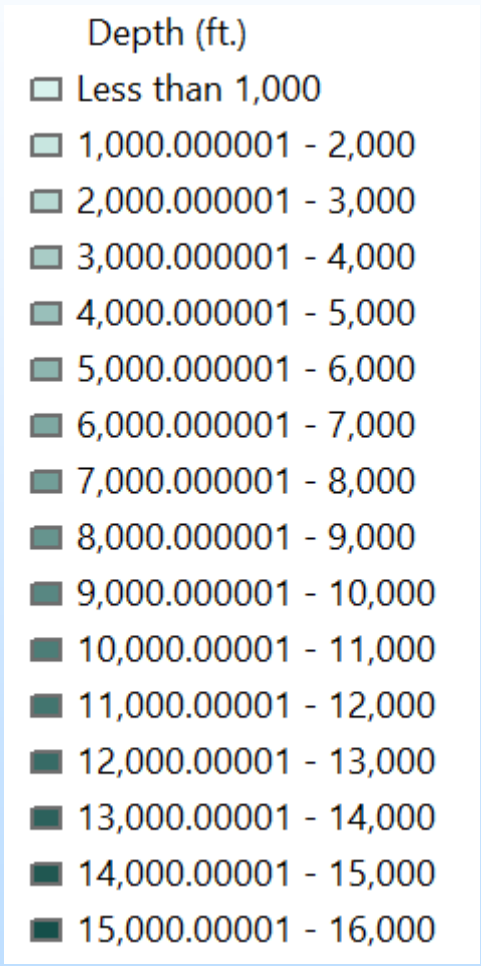 Depth (ft.)
Less than 1,000
1,000.000001 - 2,000
2,000.000001 - 3,000
3,000.000001 - 4,000
4,000.000001 - 5,000
5,000.000001 - 6,000
6,000.000001 - 7,000
7,000.000001 - 8,000
8,000.000001 - 9,000
9,000.000001 - 10,000
10,000.00001 - 11,000
11,000.00001 - 12,000
12,000.00001 - 13,000
13,000.00001 - 14,000
14,000.00001 - 15,000
15,000.00001 - 16,000